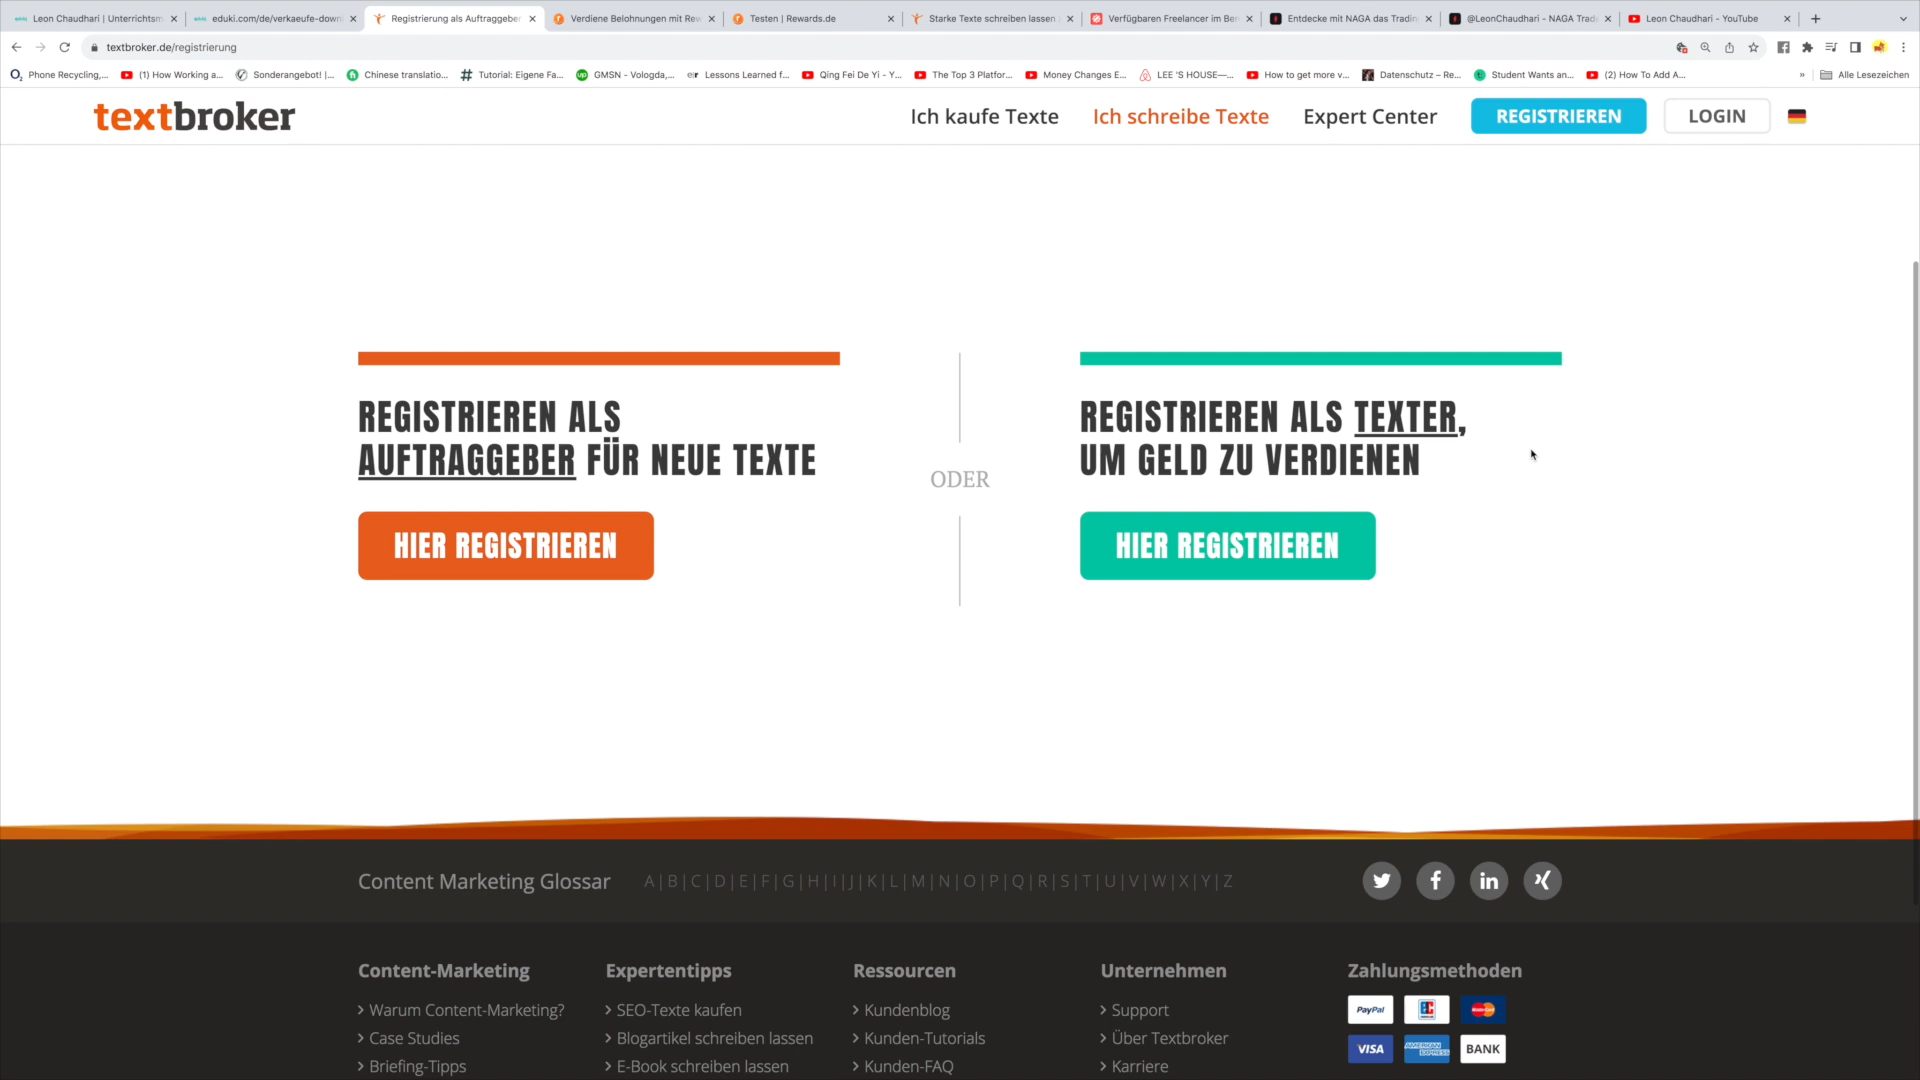 Leon Chaudhari | Unterrichtsm
eduki.com/de/verkaeufe-down
Registrierung als Auftraggeber
Verdiene Belohnungen mit Rew
Testen | Rewards.de
Starke Texte schreiben lassen
Verfügbaren Freelancer im Ber
Entdecke mit NAGA das Tradin
@LeonChaudhari - NAGA Trad
Leon Chaudhari - YouTube
textbroker.de/registrierung
Phone Recycling,...
(1) How Working a...
Sonderangebot! |...
Chinese translatio...
Tutorial: Eigene Fa...
GMSN - Vologda,...
Lessons Learned f...
Qing Fei De Yi - Y...
The Top 3 Platfor...
Money Changes E...
LEE 'S HOUSE—...
How to get more v...
Datenschutz – Re...
Student Wants an...
(2) How To Add A...
» Alle Lesezeichen
textbroker
Ich kaufe Texte
Ich schreibe Texte
Expert Center
REGISTRIEREN
LOGIN
REGISTRIEREN ALS
AUFTRAGGEBER FÜR NEUE TEXTE
HIER REGISTRIEREN
ODER
REGISTRIEREN ALS TEXTER,
UM GELD ZU VERDIENEN
HIER REGISTRIEREN
Content Marketing Glossar
A|B|C|D|E|F|G|H|I|J|K|L|M|N|O|P|Q|R|S|T|U|V|W|X|Y|Z
Content-Marketing
Warum Content-Marketing?
Case Studies
Briefing-Tipps
Expertentipps
SEO-Texte kaufen
Blogartikel schreiben lassen
E-Book schreiben lassen
Ressourcen
Kundenblog
Kunden-Tutorials
Kunden-FAQ
Unternehmen
Support
Über Textbroker
Karriere
Zahlungsmethoden
PayPal
EC
MasterCard
VISA
AMERICAN EXPRESS
BANK